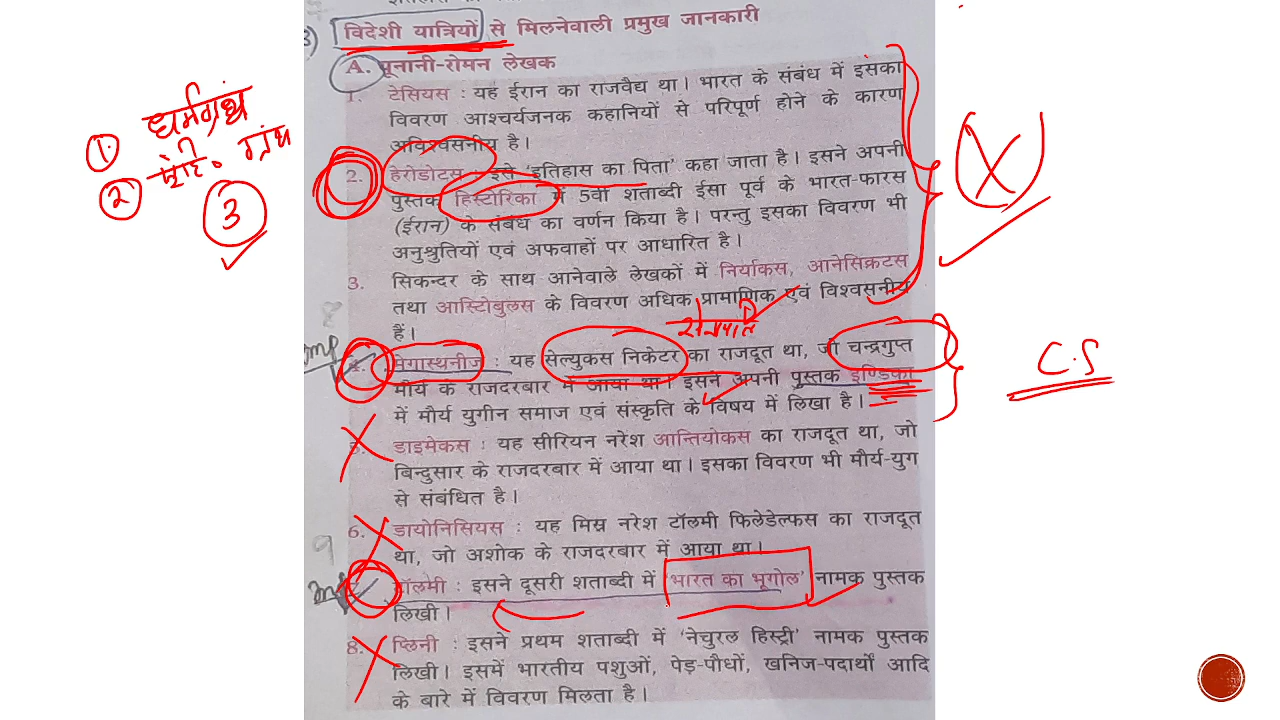 3) विदेशी यात्रियों से मिलनेवाली प्रमुख जानकारी
A. यूनानी-रोमन लेखक
1. टेसियस : यह ईरान का राजवैद्य था। भारत के संबंध में इसका
विवरण आश्चर्यजनक कहानियों से परिपूर्ण होने के कारण
अविश्वसनीय है।
2. हेरोडोटस : इसे 'इतिहास का पिता' कहा जाता है। इसने अपनी
पुस्तक हिस्टोरिका में 5वीं शताब्दी ईसा पूर्व के भारत-फारस
(ईरान) के संबंध का वर्णन किया है। परन्तु इसका विवरण भी
अनुश्रुतियों एवं अफवाहों पर आधारित है।
3. सिकन्दर के साथ आनेवाले लेखकों में निर्याकस, आनेसिक्रटस
तथा आस्टिोबुलस के विवरण अधिक प्रामाणिक एवं विश्वसनीय
हैं।
4. मेगास्थनीज : यह सेल्युकस निकेटर का राजदूत था, जो चन्द्रगुप्त
मौर्य के राजदरबार में आया था। इसने अपनी पुस्तक इण्डिका
में मौर्य युगीन समाज एवं संस्कृति के विषय में लिखा है।
5. डाइमेकस : यह सीरियन नरेश आन्तियोकस का राजदूत था, जो
बिन्दुसार के राजदरबार में आया था। इसका विवरण भी मौर्य-युग
से संबंधित है।
6. डायोनिसियस : यह मिस्र नरेश टॉलमी फिलेडेल्फस का राजदूत
था, जो अशोक के राजदरबार में आया था।
टॉलमी : इसने दूसरी शताब्दी में 'भारत का भूगोल' नामक पुस्तक
लिखी।
8. प्लिनी : इसने प्रथम शताब्दी में 'नेचुरल हिस्ट्री' नामक पुस्तक
लिखी। इसमें भारतीय पशुओं, पेड़-पौधों, खनिज-पदार्थों आदि
के बारे में विवरण मिलता है।
1. धर्मग्रंथ
2 ग्रंथ
3
C.S